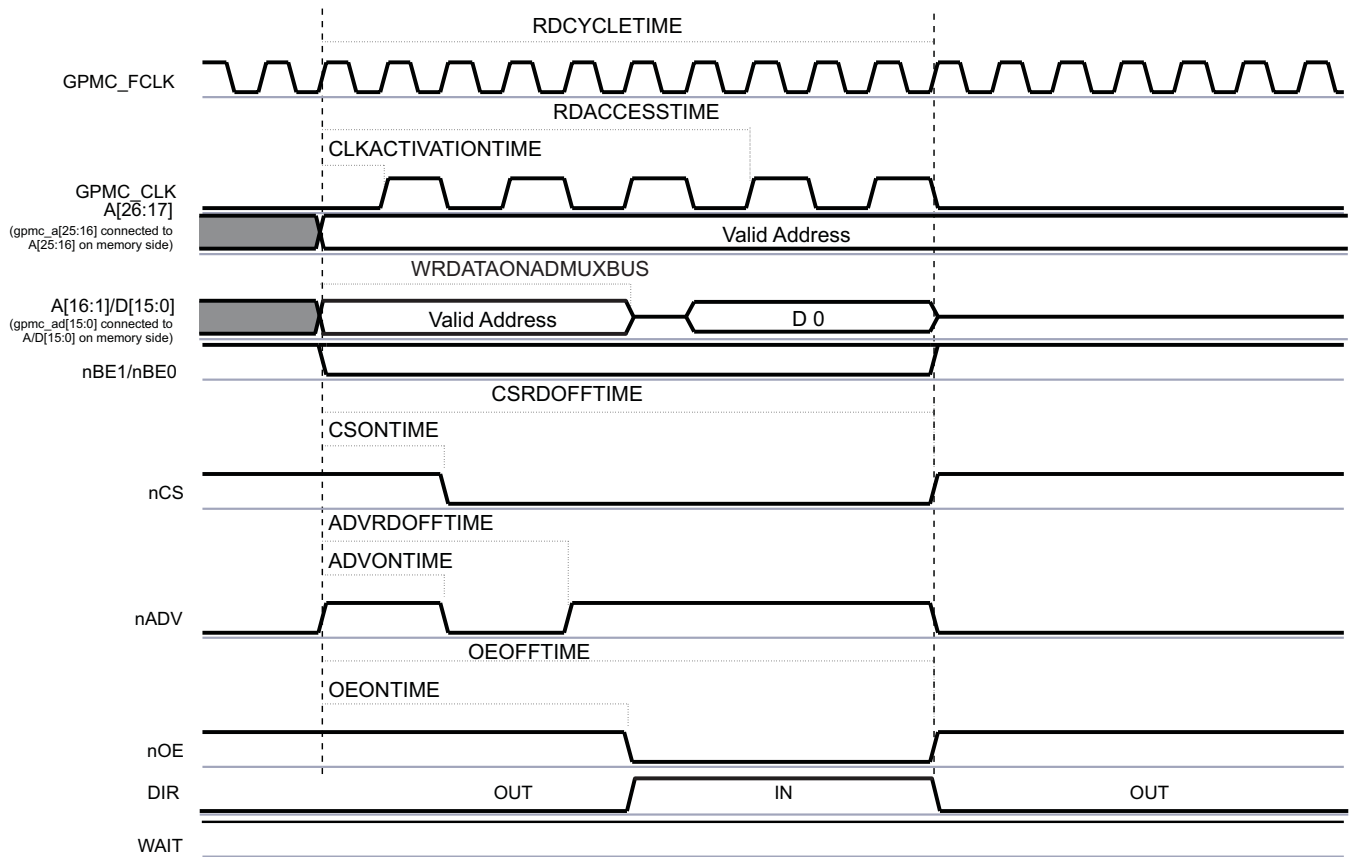 RDCYCLETIME
GPMC_FCLK
RDACCESSTIME
CLKACTIVATIONTIME
GPMC_CLK
A[26:17]
(gpmc_a[25:16] connected to
A[25:16] on memory side)
Valid Address
WRDATAONADMUXBUS
A[16:1]/D[15:0]
(gpmc_ad[15:0] connected to
A/D[15:0] on memory side)
Valid Address
D 0
nBE1/nBE0
CSRDOFFTIME
CSONTIME
nCS
ADVRDOFFTIME
ADVONTIME
nADV
OEOFFTIME
OEONTIME
nOE
DIR
OUT
IN
OUT
WAIT